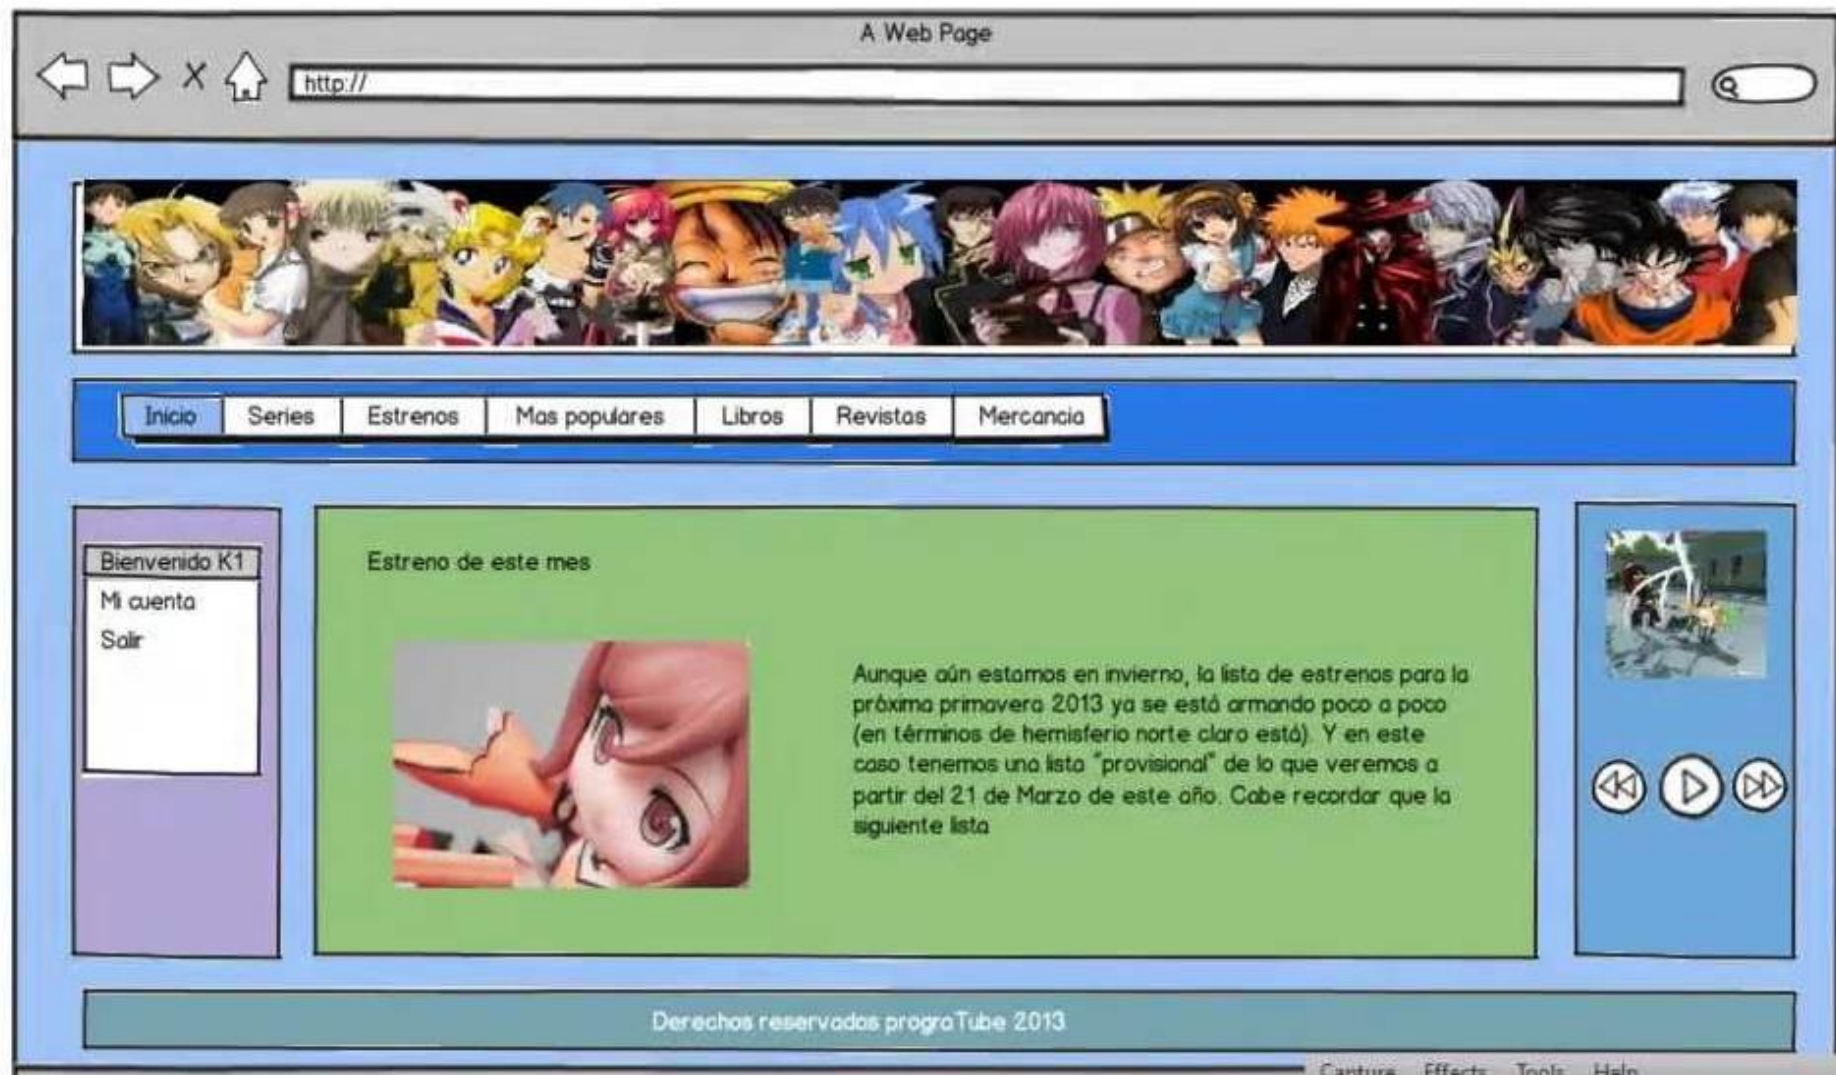 A Web Page
http://
Inicio Series Estrenos Mas populares Libros Revistas Mercancia
Bienvenido K1
Mi cuenta
Salir
Estreno de este mes
Aunque aún estamos en invierno, la lista de estrenos para la
próxima primavera 2013 ya se está armando poco a poco
(en términos de hemisferio norte claro está). Y en este
caso tenemos una lista "provisional" de lo que veremos a
partir del 21 de Marzo de este año. Cabe recordar que la
siguiente lista
Derechos reservados prograTube 2013
Capture Effects Tools Help